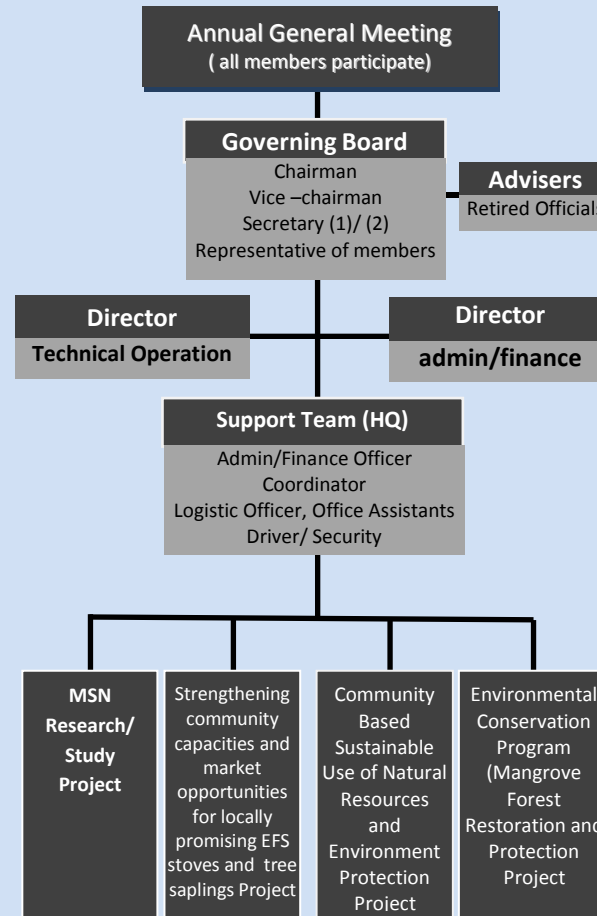 Annual General Meeting
( all members participate)
Governing Board
Chairman
Vice –chairman
Secretary (1)/ (2)
Representative of members
Advisers
Retired Officials
Director
Technical Operation
Director
admin/finance
Support Team (HQ)
Admin/Finance Officer
Coordinator
Logistic Officer, Office Assistants
Driver/ Security
MSN
Research/
Study
Project
Strengthening
community
capacities and
market
opportunities
for locally
promising EFS
stoves and tree
saplings Project
Community
Based
Sustainable
Use of Natural
Resources
and
Environment
Protection
Project
Environmental
Conservation
Program
(Mangrove
Forest
Restoration and
Protection
Project